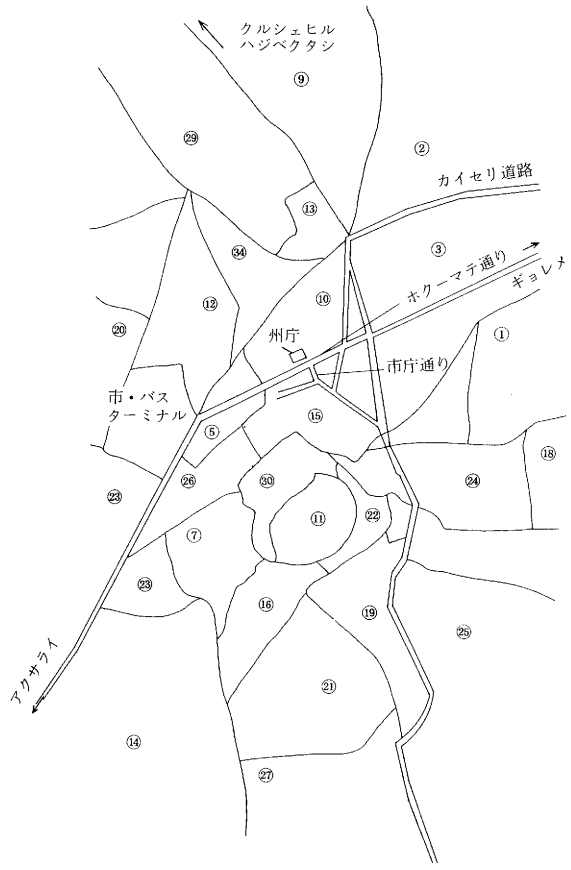 クルシェヒル
ハジベクタシ
⑨
㉙
②
カイセリ道路
⑬
③
㉞
ホクーマテ通り
ギョレメ
⑩
⑫
⑳
州庁
①
市庁通り
市・バス
ターミナル
⑮
⑤
⑱
㉖
㉚
㉔
㉓
⑪
㉒
⑦
㉓
⑯
⑲
㉕
アクサライ
㉑
⑭
㉗